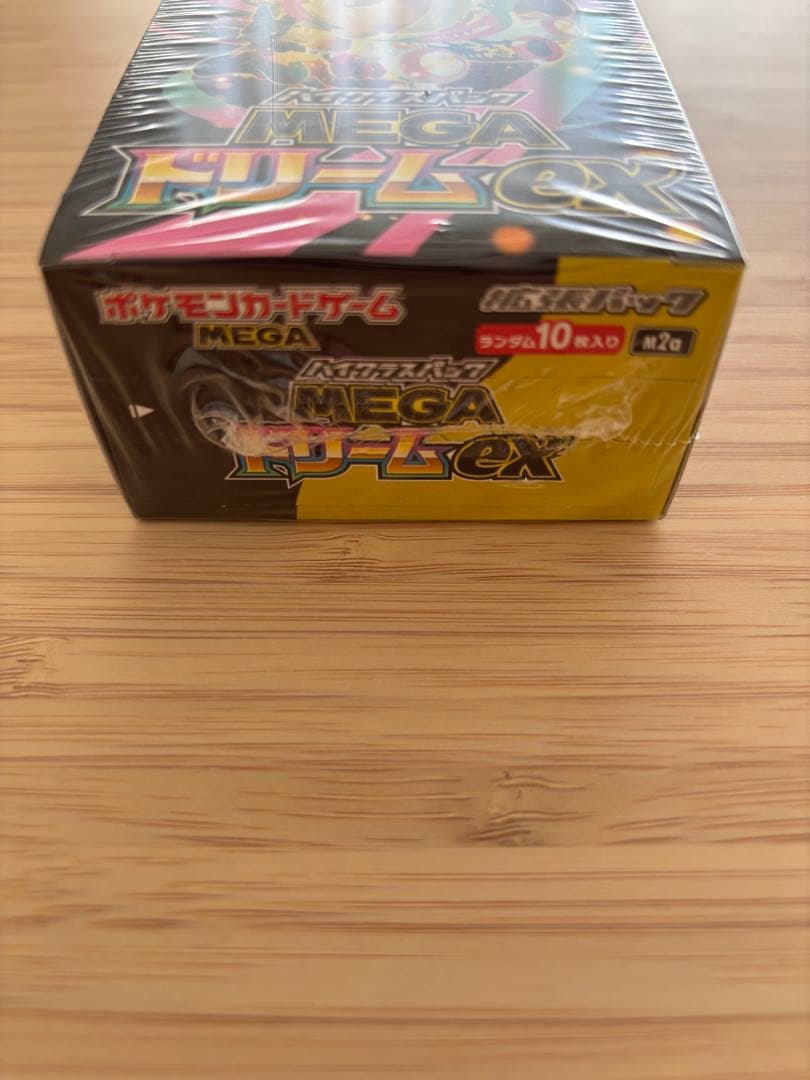 ハイクラスパック
MEGA
ドリームex
ポケモンカードゲーム
MEGA
拡張パック
ランダム10枚入り
M2a
ハイクラスパック
MEGA
ドリームex